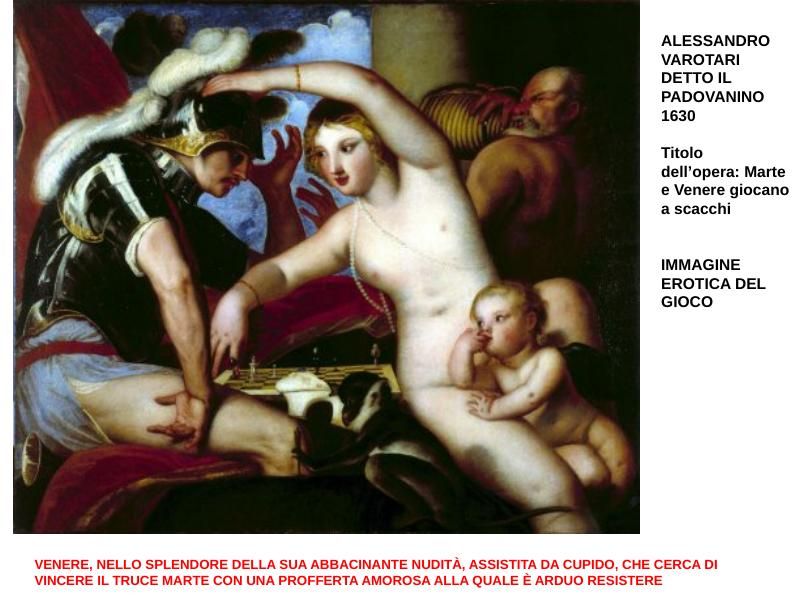 ALESSANDRO
VAROTARI
DETTO IL
PADOVANINO
1630
Titolo
dell’opera: Marte
e Venere giocano
a scacchi
IMMAGINE
EROTICA DEL
GIOCO
VENERE, NELLO SPLENDORE DELLA SUA ABBACINANTE NUDITÀ, ASSISTITA DA CUPIDO, CHE CERCA DI
VINCERE IL TRUCE MARTE CON UNA PROFFERTA AMOROSA ALLA QUALE È ARDUO RESISTERE